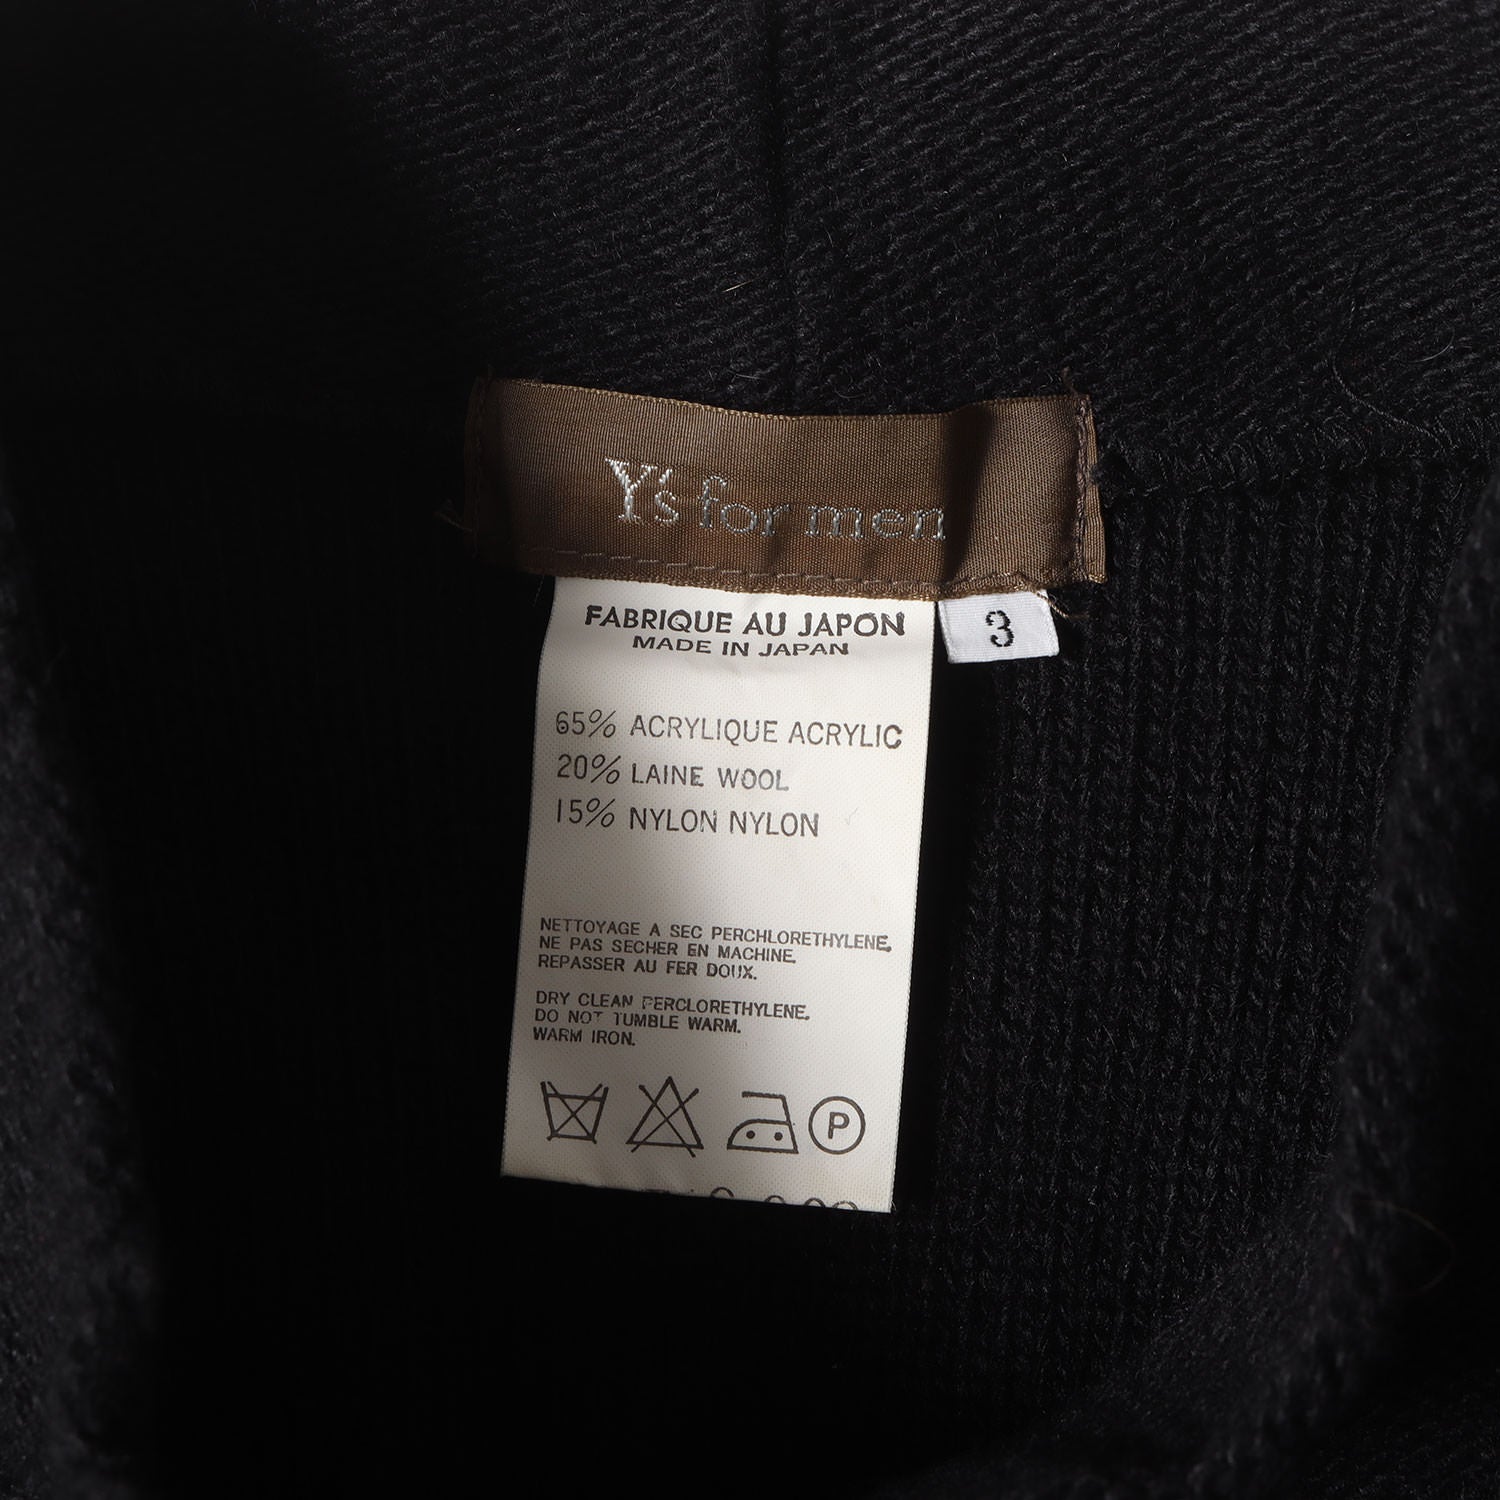 Y's for men
3
FABRIQUE AU JAPON
MADE IN JAPAN
65% ACRYLIQUE ACRYLIC
20% LAINE WOOL
15% NYLON NYLON
NETTOYAGE A SEC PERCHLORETHYLENE.
NE PAS SECHER EN MACHINE.
REPASSER AU FER DOUX.
DRY CLEAN PERCLORETHYLENE.
DO NOT TUMBLE WARM.
WARM IRON.
P